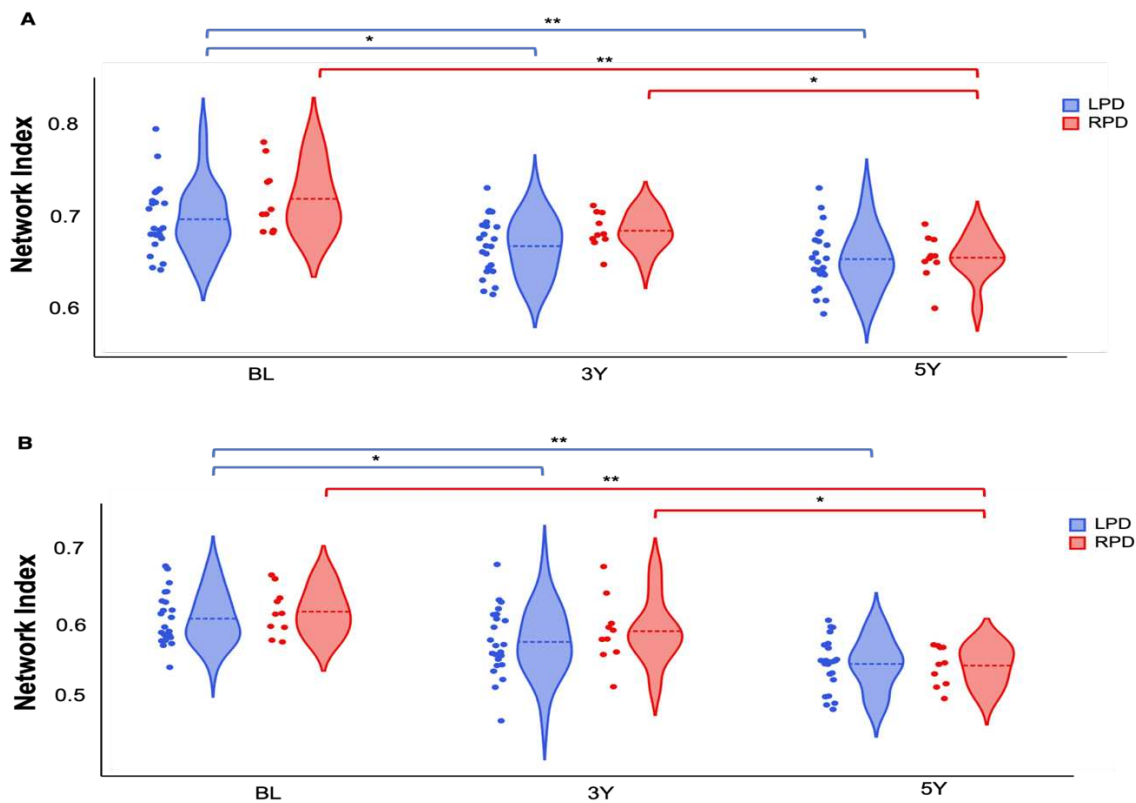 A
**
*
**
*
Network Index
0.8
0.7
0.6
LPD
RPD
BL 3Y 5Y
B
**
*
**
*
Network Index
0.7
0.6
0.5
LPD
RPD
BL 3Y 5Y